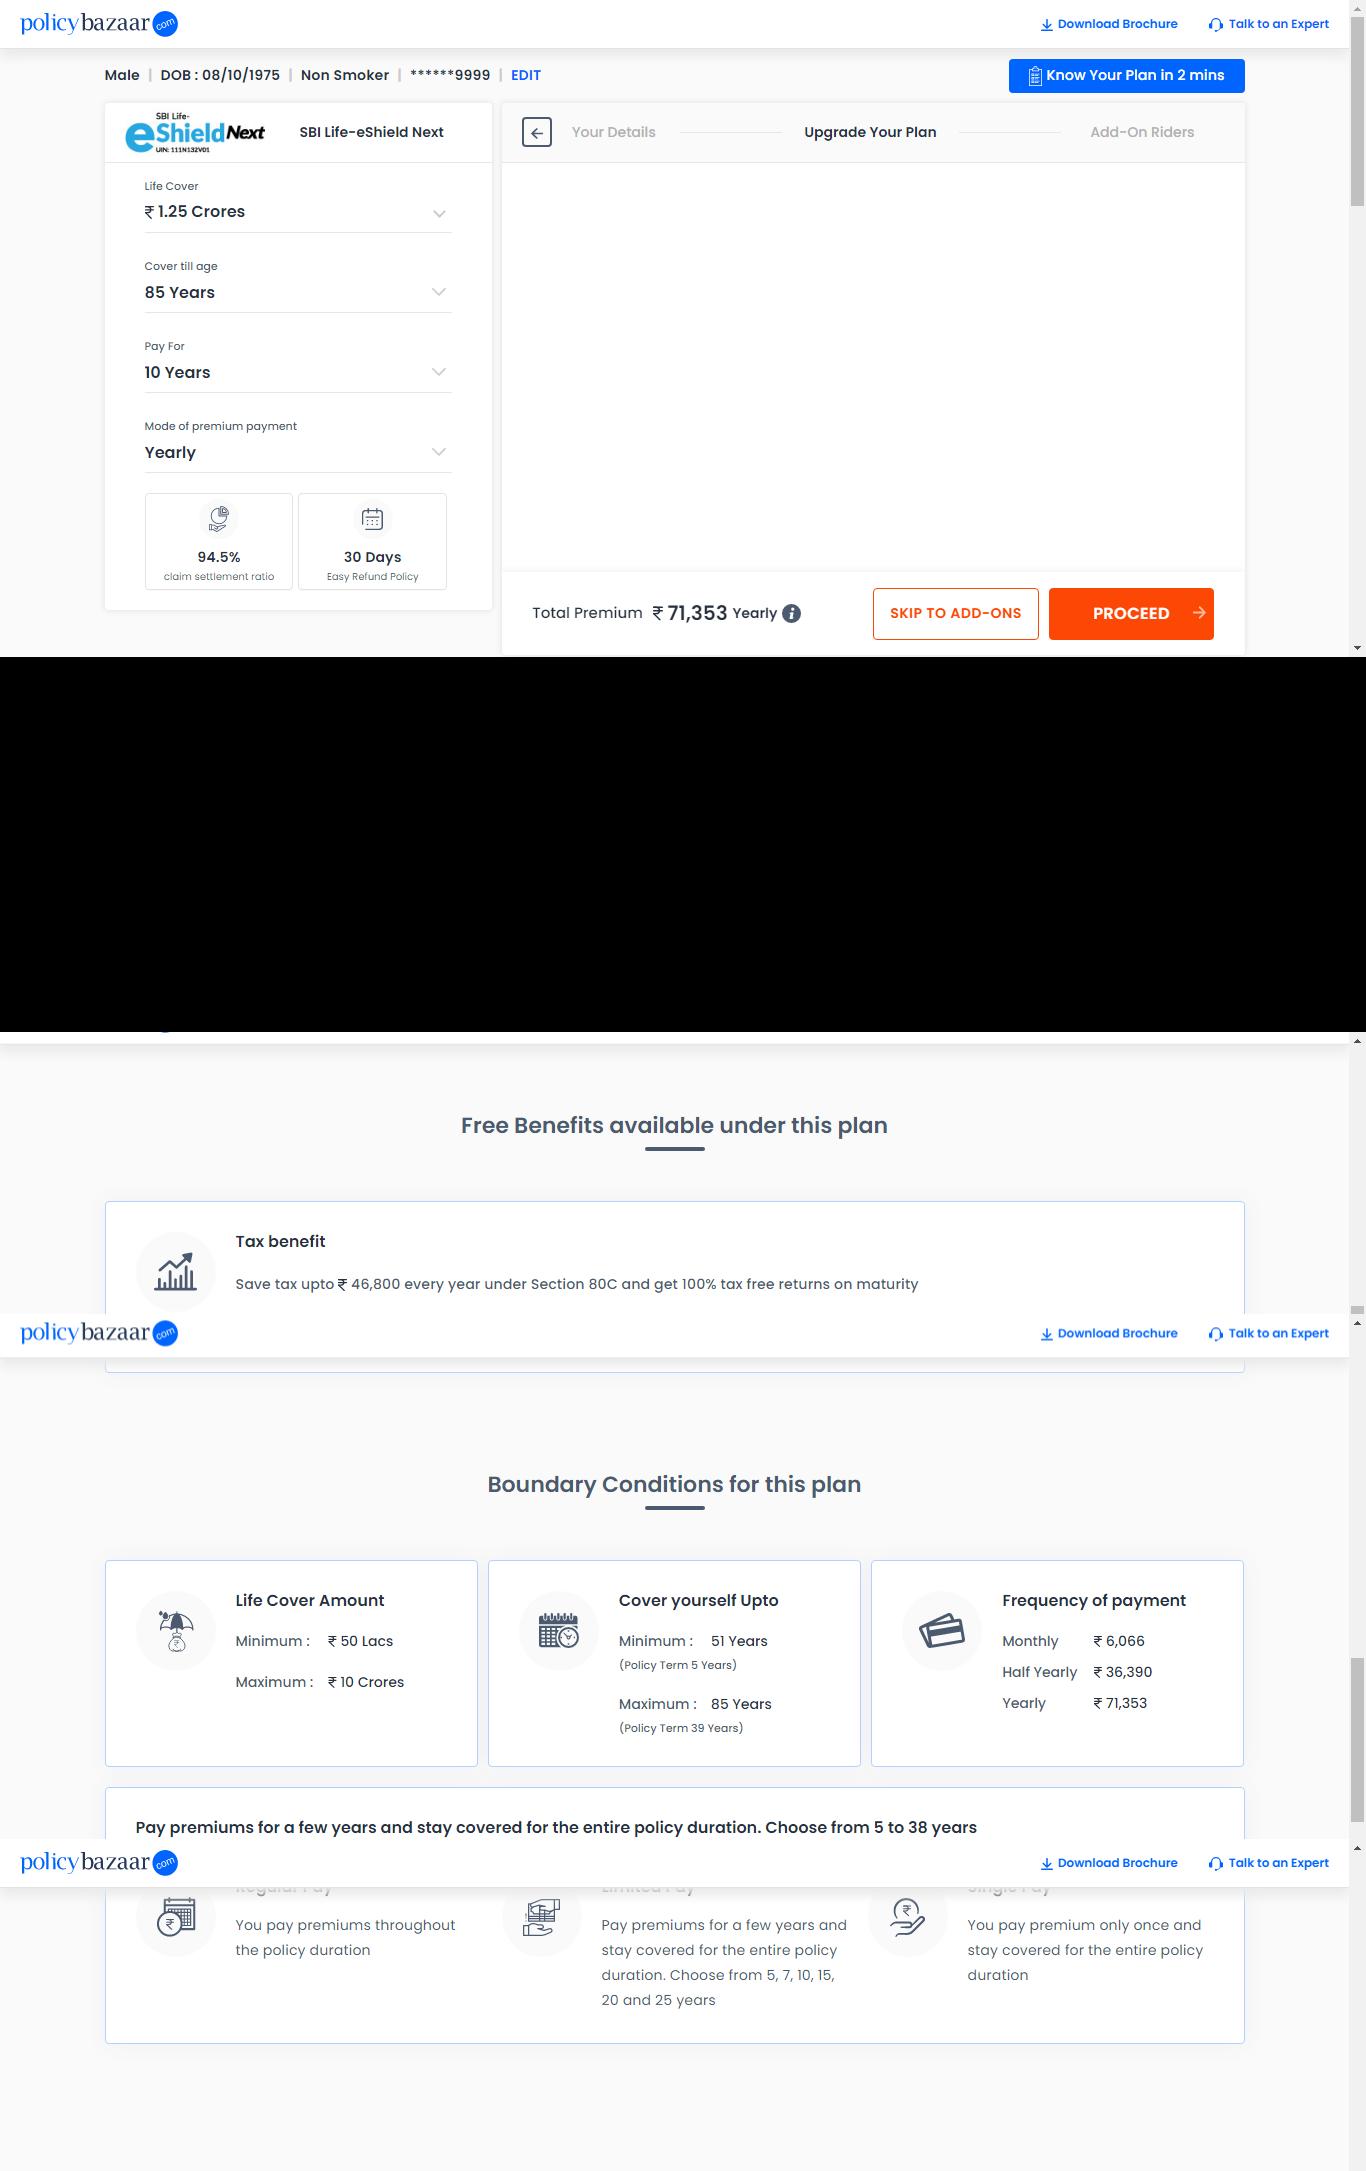 policybazaar.com
Download Brochure
Talk to an Expert
Male | DOB : 08/10/1975 | Non Smoker | ******9999 | EDIT
Know Your Plan in 2 mins
SBI Life-
eShield Next
UIN: 111N132V01
SBI Life-eShield Next
Life Cover
₹ 1.25 Crores
Cover till age
85 Years
Pay For
10 Years
Mode of premium payment
Yearly
94.5%
claim settlement ratio
30 Days
Easy Refund Policy
Your Details
Upgrade Your Plan
Add-On Riders
Total Premium ₹ 71,353 Yearly i
SKIP TO ADD-ONS
PROCEED
Free Benefits available under this plan
Tax benefit
Save tax upto ₹ 46,800 every year under Section 80C and get 100% tax free returns on maturity
policybazaar.com
Download Brochure
Talk to an Expert
Boundary Conditions for this plan
Life Cover Amount
Minimum : ₹ 50 Lacs
Maximum : ₹ 10 Crores
Cover yourself Upto
Minimum : 51 Years
(Policy Term 5 Years)
Maximum : 85 Years
(Policy Term 39 Years)
Frequency of payment
Monthly ₹ 6,066
Half Yearly ₹ 36,390
Yearly ₹ 71,353
Pay premiums for a few years and stay covered for the entire policy duration. Choose from 5 to 38 years
policybazaar.com
Download Brochure
Talk to an Expert
You pay premiums throughout
the policy duration
Pay premiums for a few years and
stay covered for the entire policy
duration. Choose from 5, 7, 10, 15,
20 and 25 years
You pay premium only once and
stay covered for the entire policy
duration